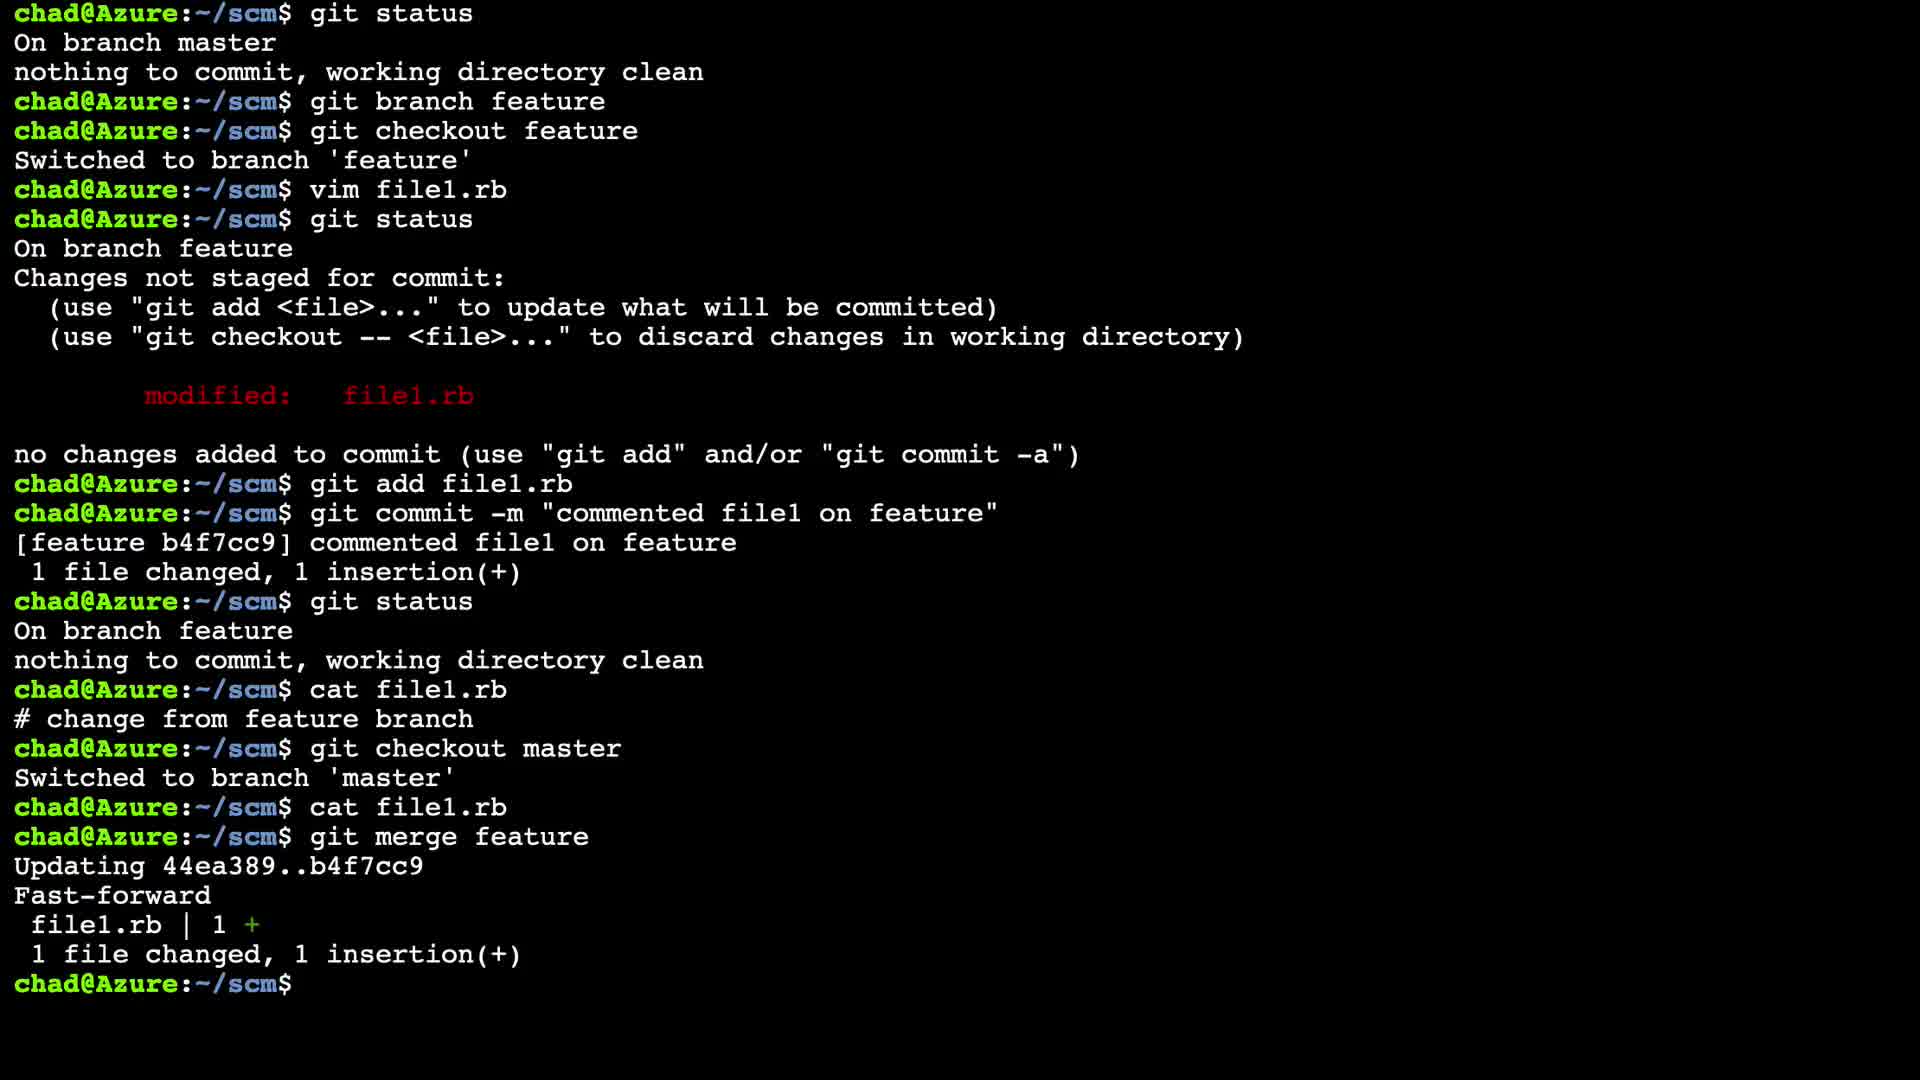 chad@Azure:~/scm$ git status
On branch master
nothing to commit, working directory clean
chad@Azure:~/scm$ git branch feature
chad@Azure:~/scm$ git checkout feature
Switched to branch 'feature'
chad@Azure:~/scm$ vim file1.rb
chad@Azure:~/scm$ git status
On branch feature
Changes not staged for commit:
  (use "git add <file>..." to update what will be committed)
  (use "git checkout -- <file>..." to discard changes in working directory)
        modified:   file1.rb
no changes added to commit (use "git add" and/or "git commit -a")
chad@Azure:~/scm$ git add file1.rb
chad@Azure:~/scm$ git commit -m "commented file1 on feature"
[feature b4f7cc9] commented file1 on feature
 1 file changed, 1 insertion(+)
chad@Azure:~/scm$ git status
On branch feature
nothing to commit, working directory clean
chad@Azure:~/scm$ cat file1.rb
# change from feature branch
chad@Azure:~/scm$ git checkout master
Switched to branch 'master'
chad@Azure:~/scm$ cat file1.rb
chad@Azure:~/scm$ git merge feature
Updating 44ea389..b4f7cc9
Fast-forward
 file1.rb | 1 +
 1 file changed, 1 insertion(+)
chad@Azure:~/scm$